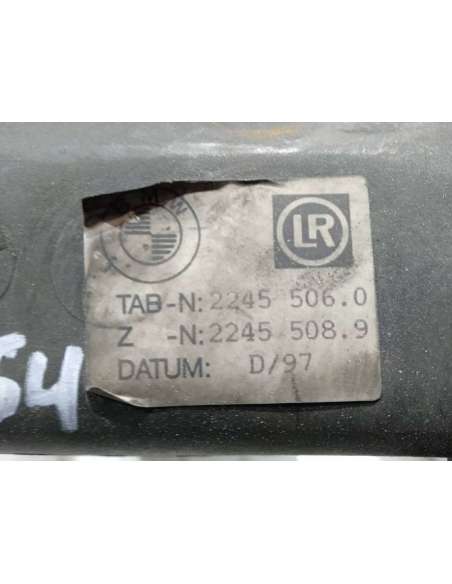 LR
TAB-N: 2245 506.0
Z -N: 2245 508.9
DATUM: D/97
54